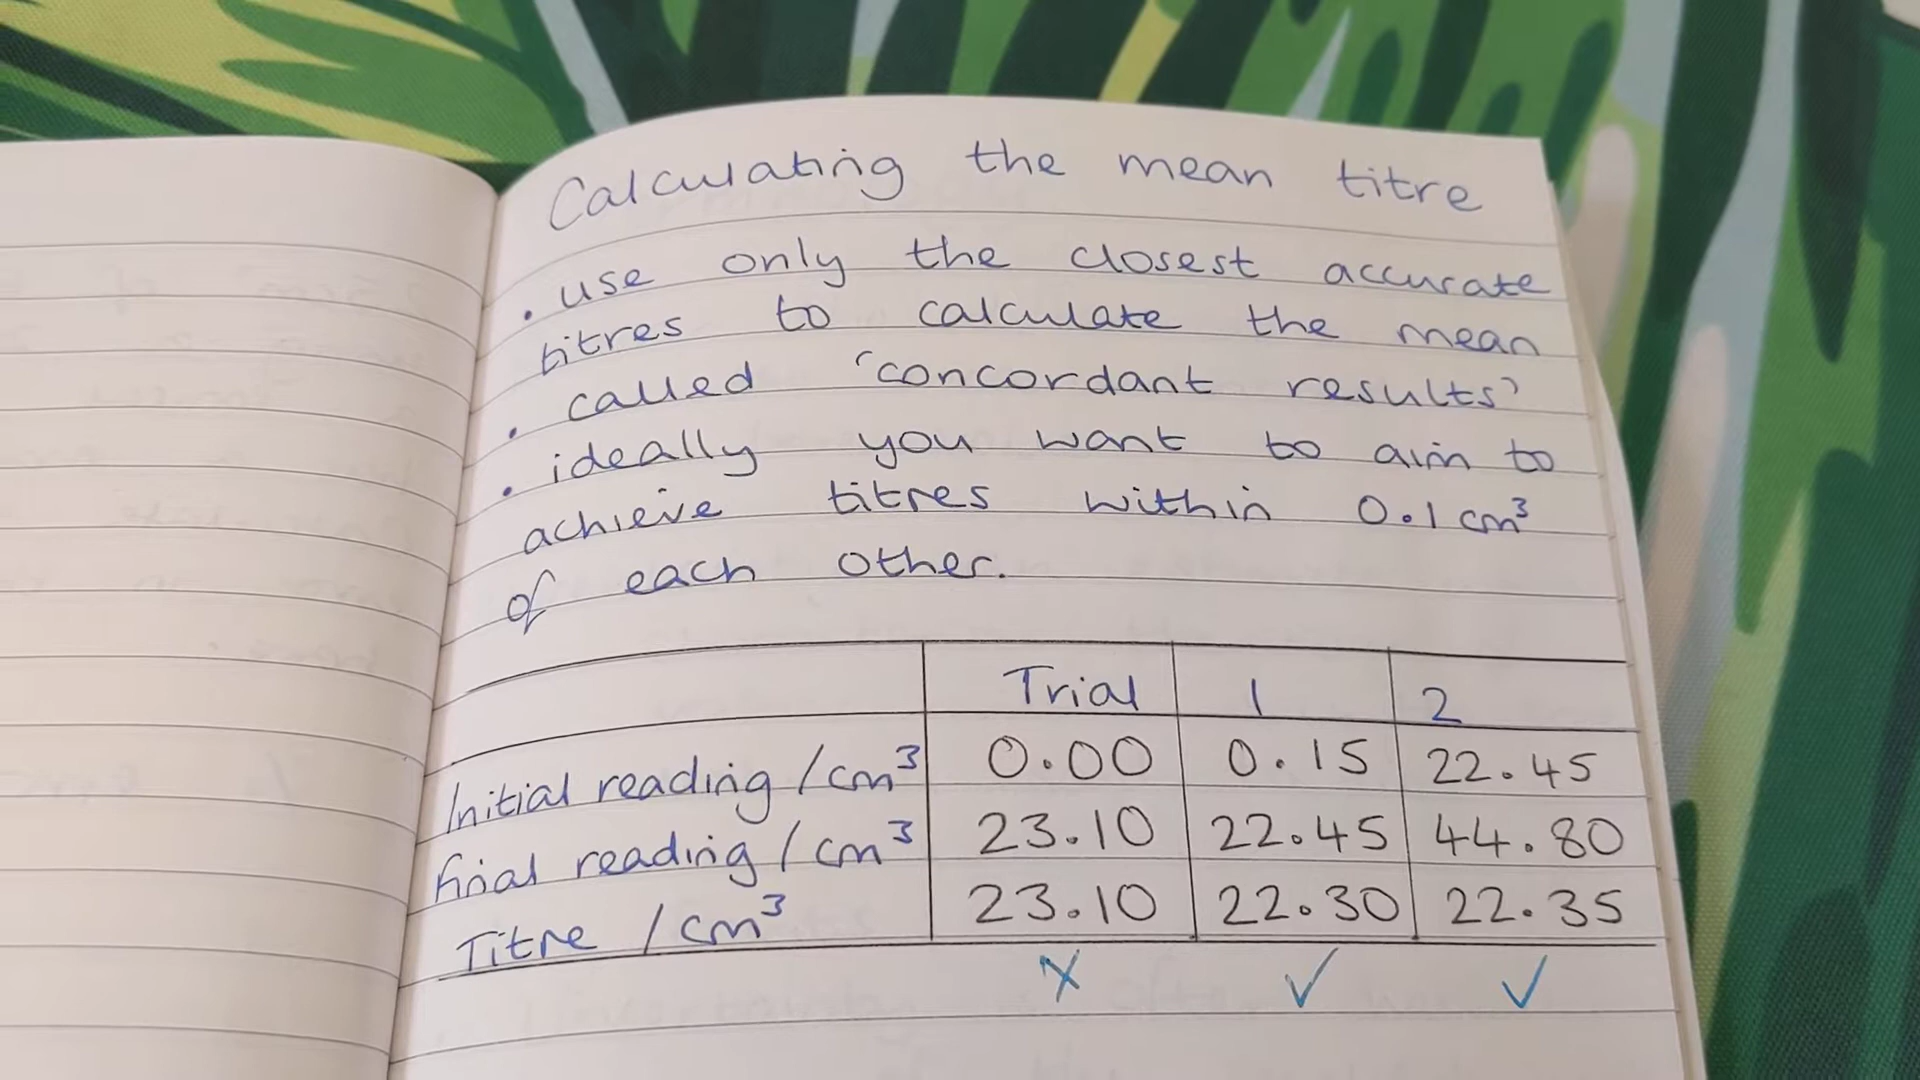 Calculating the mean titre
• use only the closest accurate
titres to calculate the mean
• called 'concordant results'
• ideally you want to aim to
achieve titres within 0.1 cm³
of each other.
Trial 1 2
Initial reading / cm³ 0.00 0.15 22.45
final reading / cm³ 23.10 22.45 44.80
Titre / cm³ 23.10 22.30 22.35
✗ ✓ ✓